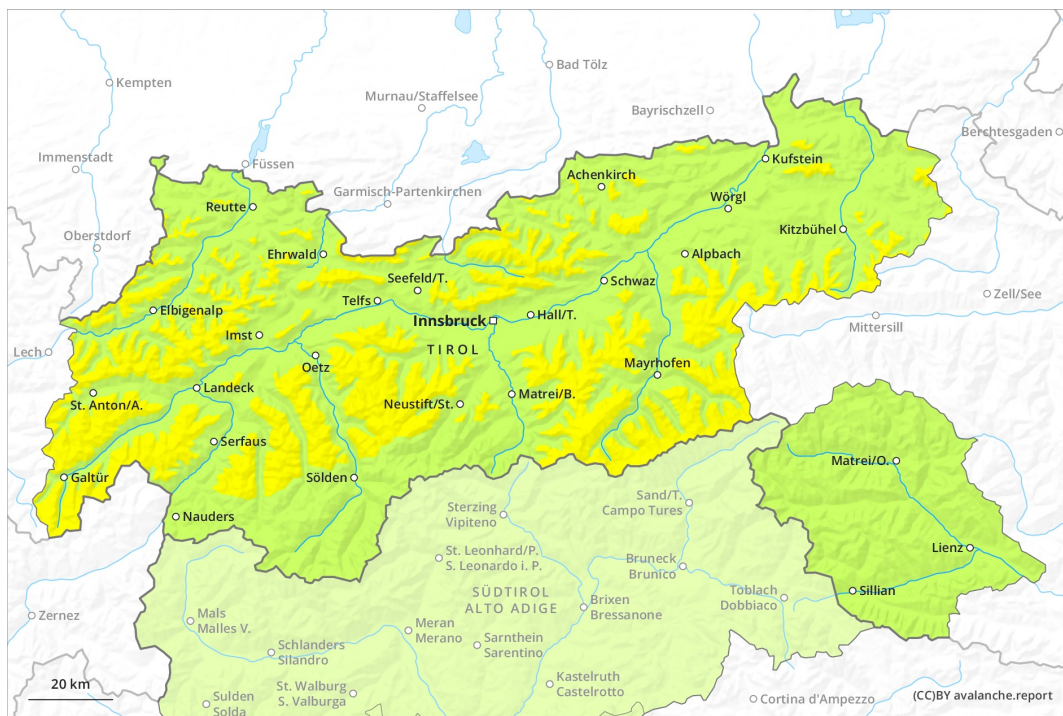 Kempten
Bad Tölz
Murnau/Staffelsee
Bayrischzell
Berchtesgaden
Immenstadt
Füssen
Kufstein
Achenkirch
Garmisch-Partenkirchen
Wörgl
Reutte
Oberstdorf
Kitzbühel
Ehrwald
Alpbach
Seefeld/T.
Schwaz
Zell/See
Telfs
Elbigenalp
Innsbruck
Hall/T.
Mittersill
Imst
TIROL
Lech
Oetz
Mayrhofen
Landeck
St. Anton/A.
Neustift/St.
Matrei/B.
Serfaus
Matrei/O.
Galtür
Sölden
Sand/T.
Campo Tures
Sterzing
Vipiteno
Nauders
Lienz
St. Leonhard/P.
S. Leonardo i. P.
Bruneck
Brunico
SÜDTIROL
ALTO ADIGE
Toblach
Dobbiaco
Sillian
Brixen
Bressanone
Zernez
Mals
Malles V.
Meran
Merano
Schlanders
Silandro
Sarnthein
Sarentino
20 km
St. Walburg
S. Valburga
Kastelruth
Castelrotto
Sulden
Solda
Cortina d'Ampezzo
(CC)BY avalanche.report